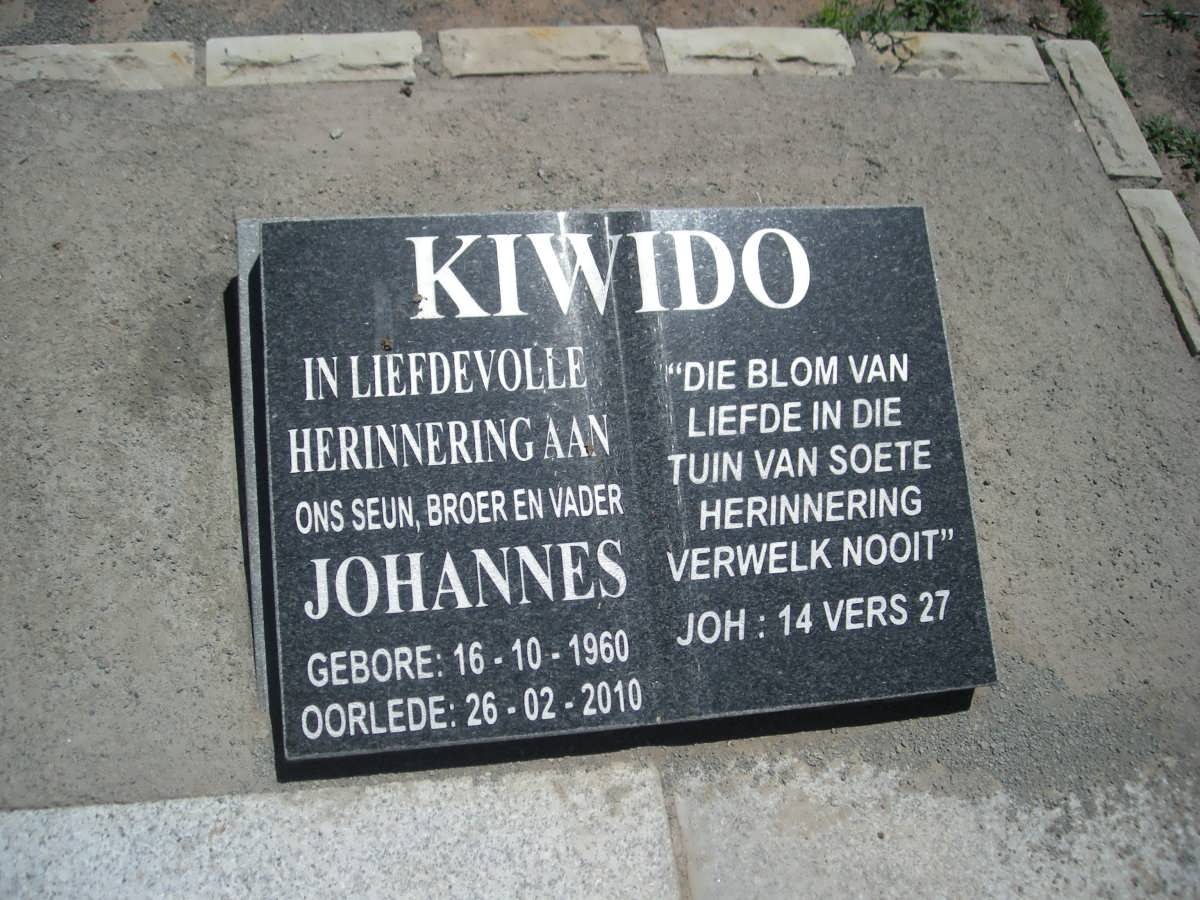 KIWIDO
IN LIEFDEVOLLE
HERINNERING AAN
ONS SEUN, BROER EN VADER
JOHANNES
GEBORE: 16 - 10 - 1960
OORLEDE: 26 - 02 - 2010
“DIE BLOM VAN
LIEFDE IN DIE
TUIN VAN SOETE
HERINNERING
VERWELK NOOIT”
JOH : 14 VERS 27